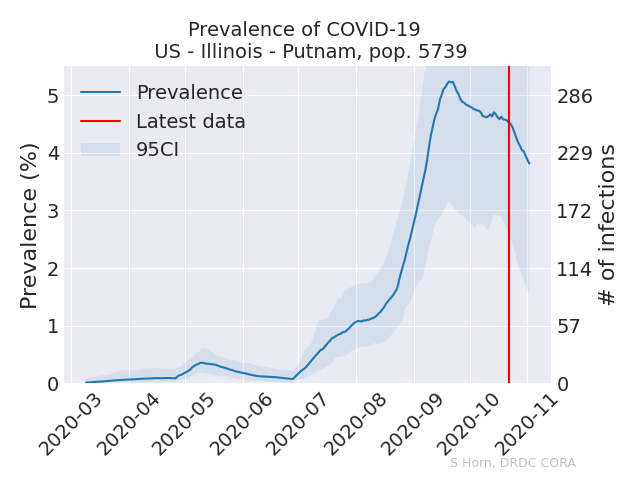 Prevalence of COVID-19
US - Illinois - Putnam, pop. 5739
Prevalence
Latest data
95CI
Prevalence (%)
5
4
3
2
1
0
286
229
172
114
57
0
# of infections
2020-03
2020-04
2020-05
2020-06
2020-07
2020-08
2020-09
2020-10
2020-11
S Horn, DRDC CORA